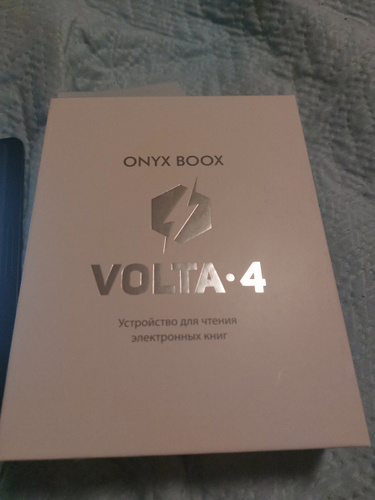 ONYX BOOX
VOLTA·4
Устройство для чтения
электронных книг